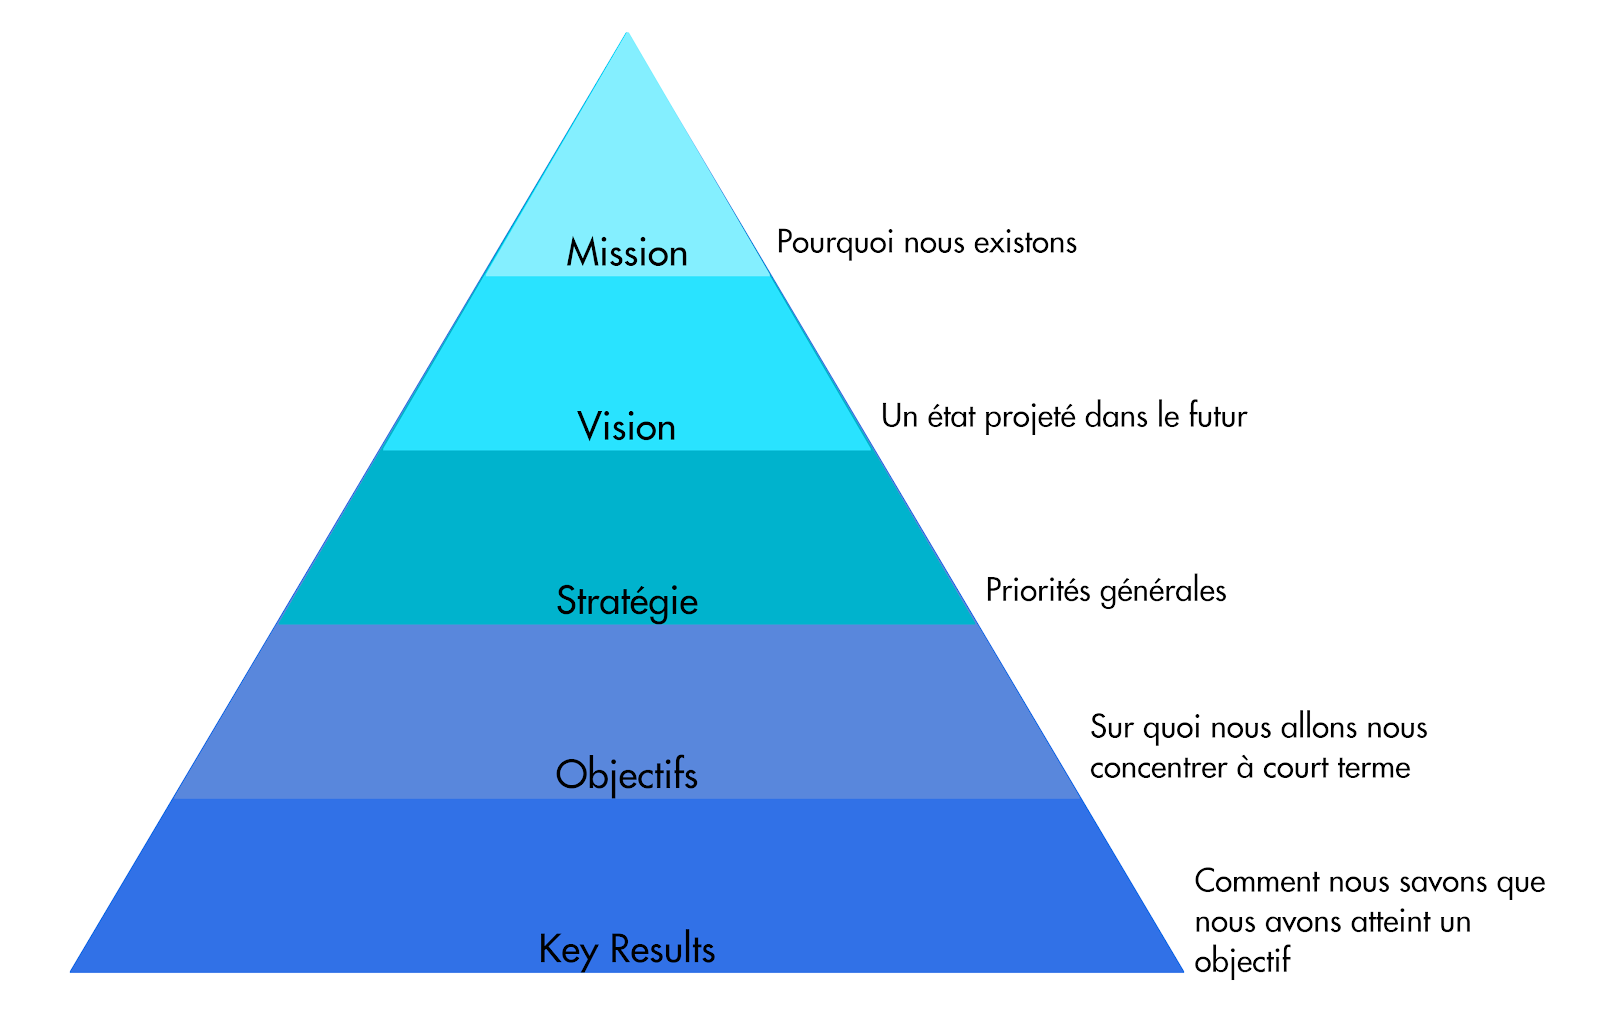 Mission
Pourquoi nous existons
Vision
Un état projeté dans le futur
Stratégie
Priorités générales
Objectifs
Sur quoi nous allons nous
concentrer à court terme
Key Results
Comment nous savons que
nous avons atteint un
objectif